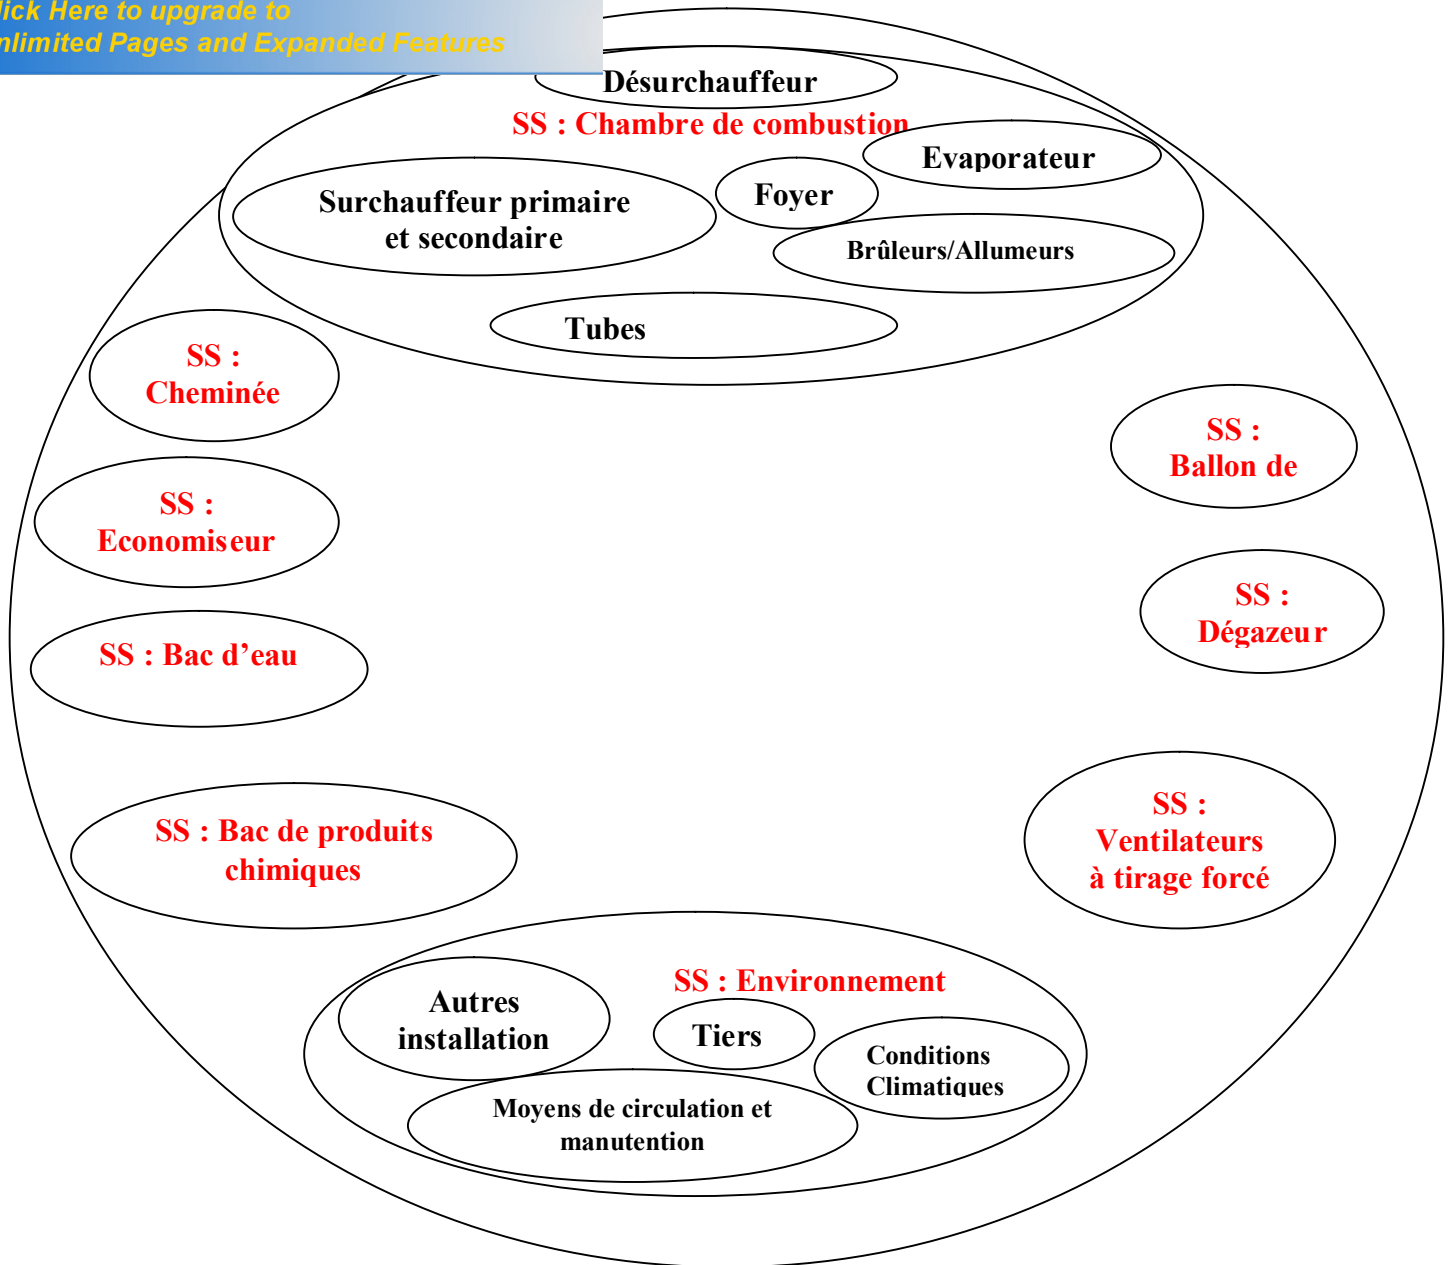 Click Here to upgrade to
Unlimited Pages and Expanded Features
Désurchauffeur
SS : Chambre de combustion
Evaporateur
Surchauffeur primaire
et secondaire
Foyer
Brûleurs/Allumeurs
Tubes
SS :
Cheminée
SS :
Ballon de
SS :
Economiseur
SS :
Dégazeur
SS : Bac d’eau
SS : Bac de produits
chimiques
SS :
Ventilateurs
à tirage forcé
SS : Environnement
Autres
installation
Tiers
Conditions
Climatiques
Moyens de circulation et
manutention